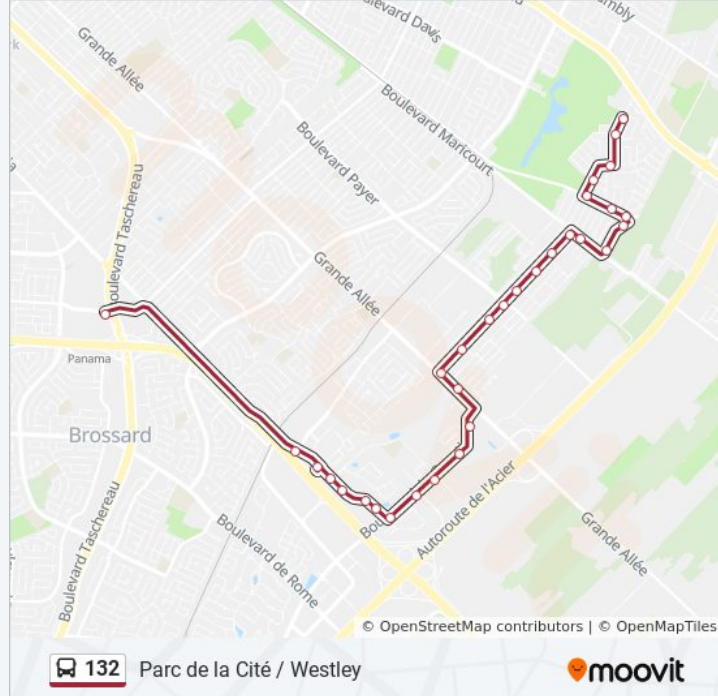 Boulevard Davis
Grande Allée
Boulevard Maricourt
Boulevard Payer
Boulevard Taschereau
Grande Allée
Panama
Brossard
Boulevard Taschereau
Boulevard de Rome
Autoroute de l'Acier
Grande Allée
© OpenStreetMap contributors | © OpenMapTiles
132 Parc de la Cité / Westley
moovit